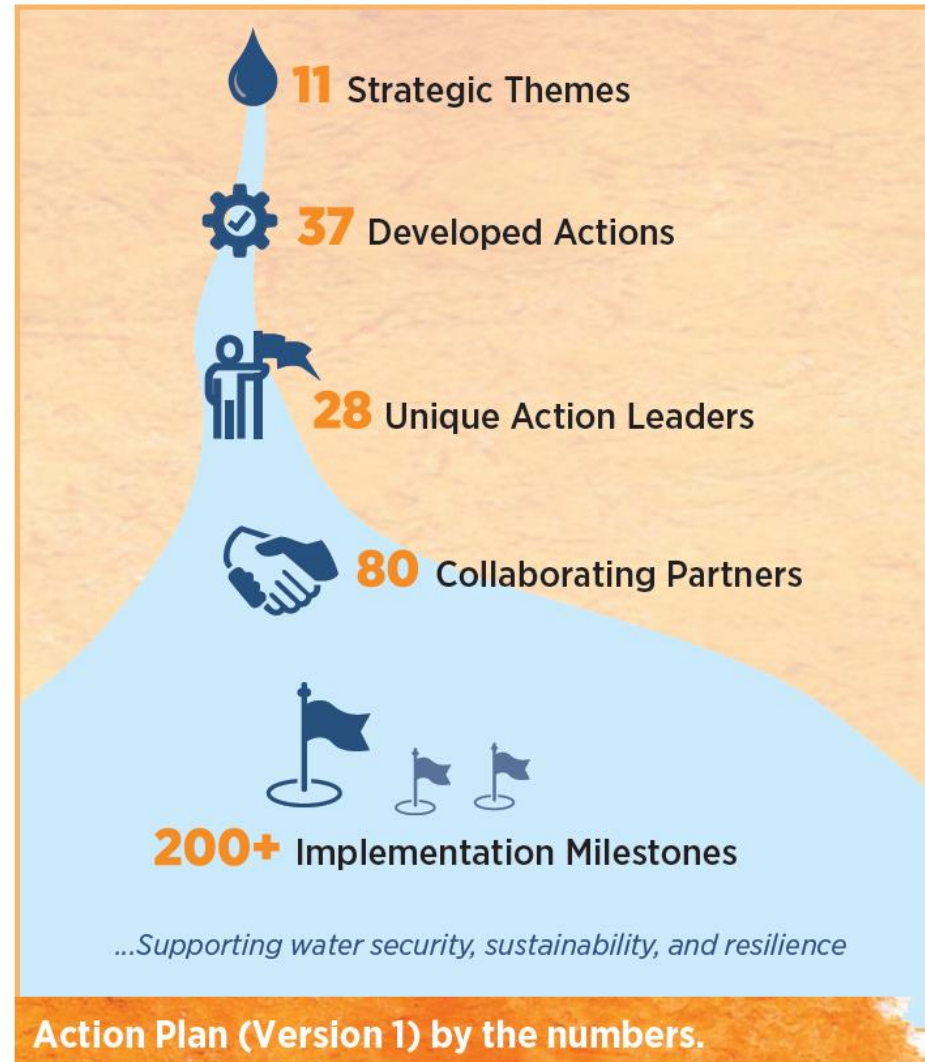 11 Strategic Themes
37 Developed Actions
28 Unique Action Leaders
80 Collaborating Partners
200+ Implementation Milestones
...Supporting water security, sustainability, and resilience
Action Plan (Version 1) by the numbers.